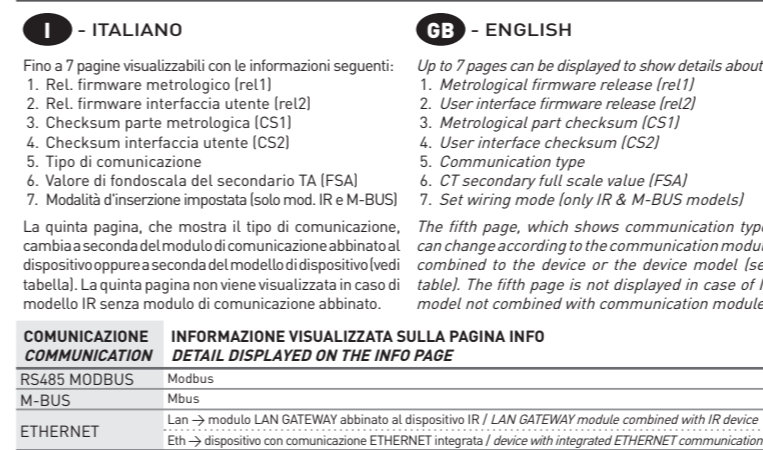 I - ITALIANO
Fino a 7 pagine visualizzabili con le informazioni seguenti:
1. Rel. firmware metrologico (rel1)
2. Rel. firmware interfaccia utente (rel2)
3. Checksum parte metrologica (CS1)
4. Checksum interfaccia utente (CS2)
5. Tipo di comunicazione
6. Valore di fondoscala del secondario TA (FSA)
7. Modalità d'inserzione impostata (solo mod. IR e M-BUS)
La quinta pagina, che mostra il tipo di comunicazione,
cambia a seconda del modulo di comunicazione abbinato al
dispositivo oppure a seconda del modello di dispositivo (vedi
tabella). La quinta pagina non viene visualizzata in caso di
modello IR senza modulo di comunicazione abbinato.
GB - ENGLISH
Up to 7 pages can be displayed to show details about
1. Metrological firmware release (rel1)
2. User interface firmware release (rel2)
3. Metrological part checksum (CS1)
4. User interface checksum (CS2)
5. Communication type
6. CT secondary full scale value (FSA)
7. Set wiring mode (only IR & M-BUS models)
The fifth page, which shows communication type
can change according to the communication modul
combined to the device or the device model (se
table). The fifth page is not displayed in case of I
model not combined with communication module
COMUNICAZIONE INFORMAZIONE VISUALIZZATA SULLA PAGINA INFO
COMMUNICATION DETAIL DISPLAYED ON THE INFO PAGE
RS485 MODBUS Modbus
M-BUS Mbus
ETHERNET Lan → modulo LAN GATEWAY abbinato al dispositivo IR / LAN GATEWAY module combined with IR device
Eth → dispositivo con comunicazione ETHERNET integrata / device with integrated ETHERNET communication